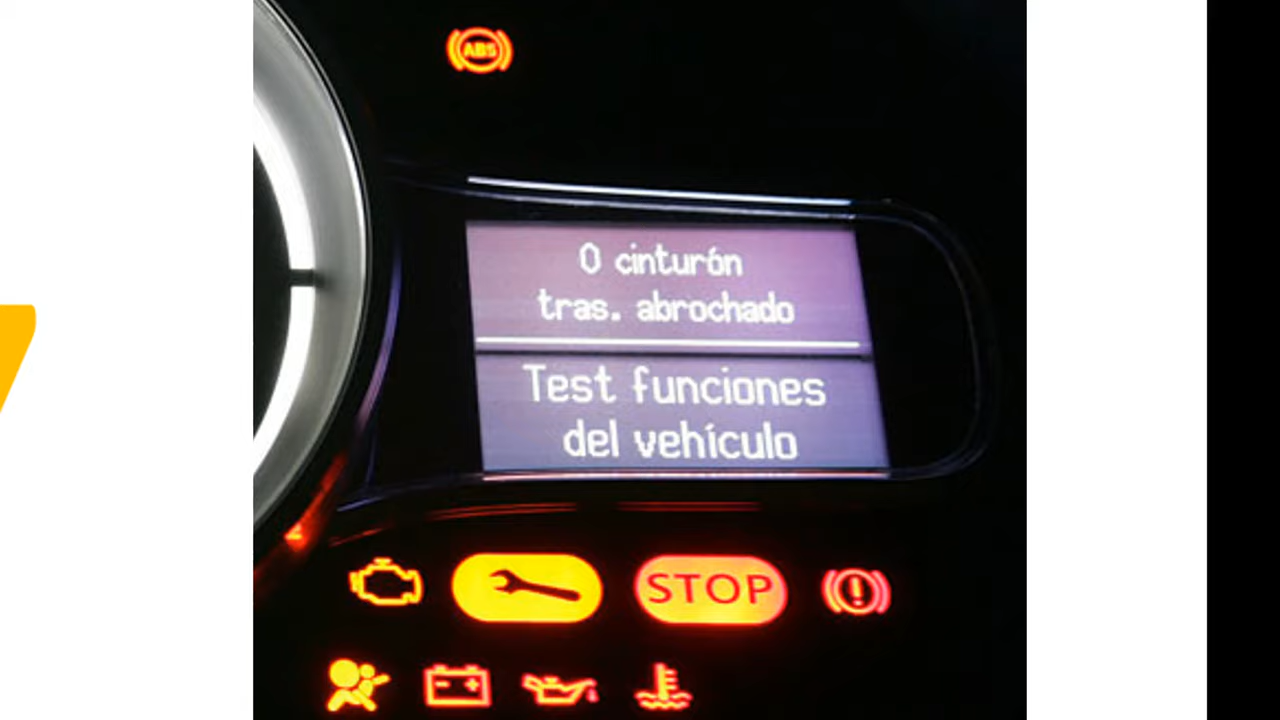 ABS
0 cinturón
tras. abrochado
Test funciones
del vehículo
STOP